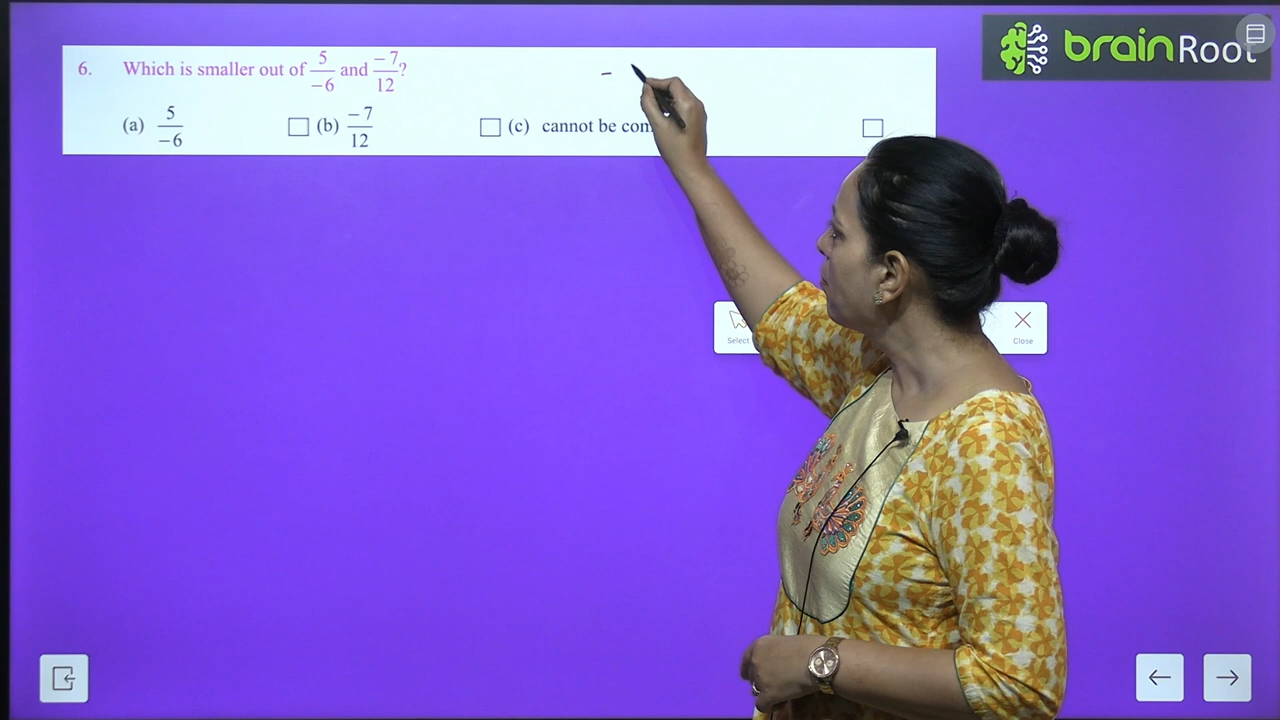 brainRoot
6. Which is smaller out of 5/-6 and -7/12?
(a) 5/-6 (b) -7/12 (c) cannot be
-
Select
Close